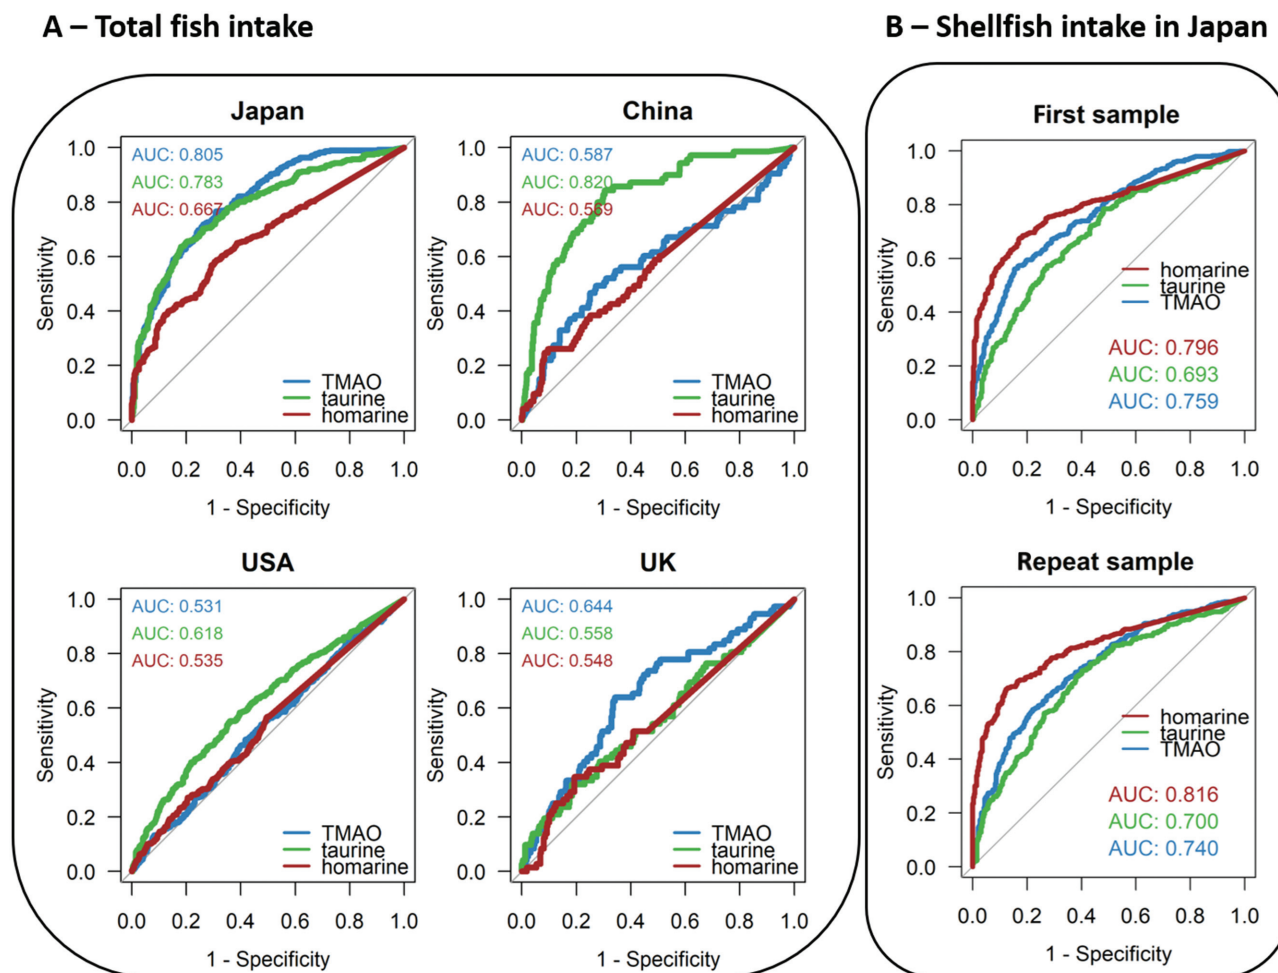 A – Total fish intake
B – Shellfish intake in Japan
Japan
AUC: 0.805
AUC: 0.783
AUC: 0.667
TMAO
taurine
homarine
Sensitivity
0.0
0.2
0.4
0.6
0.8
1.0
0.0 0.2 0.4 0.6 0.8 1.0
1 - Specificity
China
AUC: 0.587
AUC: 0.820
AUC: 0.569
TMAO
taurine
homarine
Sensitivity
0.0
0.2
0.4
0.6
0.8
1.0
0.0 0.2 0.4 0.6 0.8 1.0
1 - Specificity
USA
AUC: 0.531
AUC: 0.618
AUC: 0.535
TMAO
taurine
homarine
Sensitivity
0.0
0.2
0.4
0.6
0.8
1.0
0.0 0.2 0.4 0.6 0.8 1.0
1 - Specificity
UK
AUC: 0.644
AUC: 0.558
AUC: 0.548
TMAO
taurine
homarine
Sensitivity
0.0
0.2
0.4
0.6
0.8
1.0
0.0 0.2 0.4 0.6 0.8 1.0
1 - Specificity
First sample
homarine
taurine
TMAO
AUC: 0.796
AUC: 0.693
AUC: 0.759
Sensitivity
0.0
0.2
0.4
0.6
0.8
1.0
0.0 0.2 0.4 0.6 0.8 1.0
1 - Specificity
Repeat sample
homarine
taurine
TMAO
AUC: 0.816
AUC: 0.700
AUC: 0.740
Sensitivity
0.0
0.2
0.4
0.6
0.8
1.0
0.0 0.2 0.4 0.6 0.8 1.0
1 - Specificity